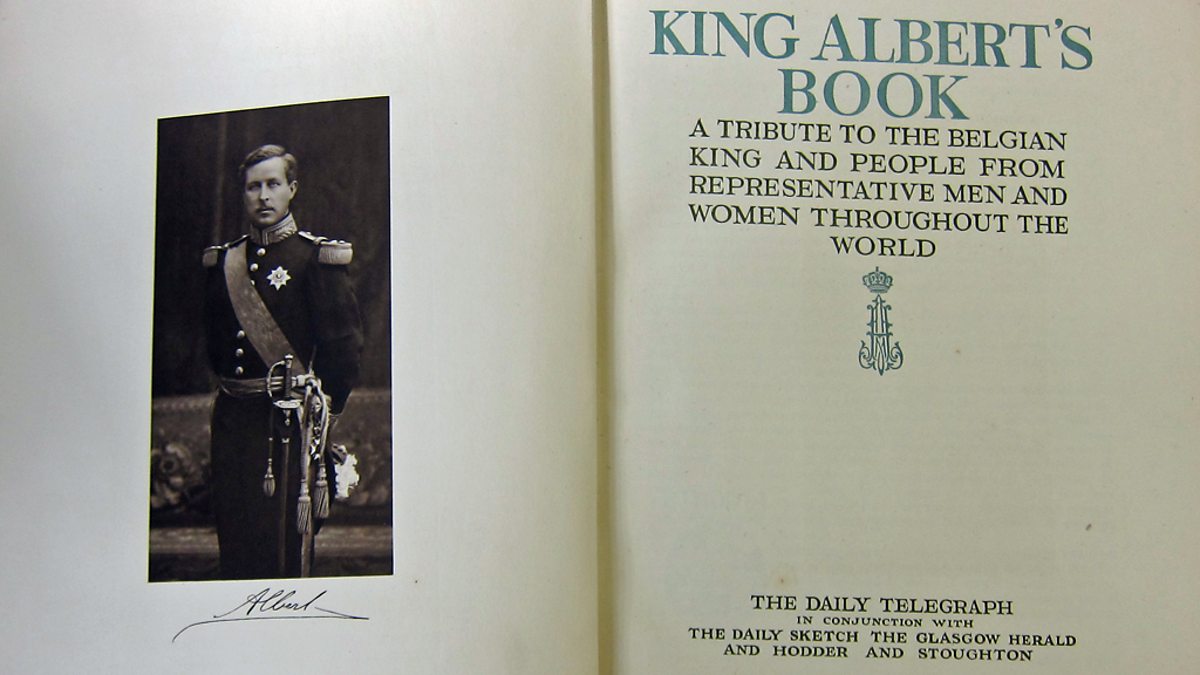 Albert
KING ALBERT'S
BOOK
A TRIBUTE TO THE BELGIAN
KING AND PEOPLE FROM
REPRESENTATIVE MEN AND
WOMEN THROUGHOUT THE
WORLD
THE DAILY TELEGRAPH
IN CONJUNCTION WITH
THE DAILY SKETCH THE GLASGOW HERALD
AND HODDER AND STOUGHTON